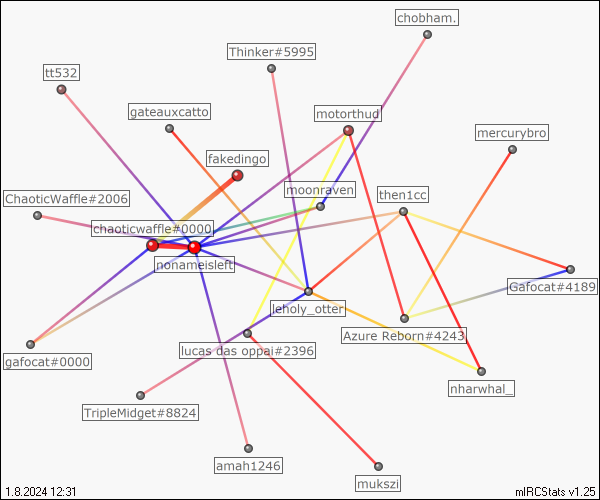 chobham.
Thinker#5995
tt532
gateauxcatto
motorthud
mercurybro
fakedingo
moonraven
then1cc
ChaoticWaffle#2006
chaoticwaffle#0000
nonameisleft
Gafocat#4189
leholy_otter
Azure Reborn#4243
lucas das oppai#2396
gafocat#0000
nharwhal_
TripleMidget#8824
amah1246
mukszi
1.8.2024 12:31
mIRCStats v1.25